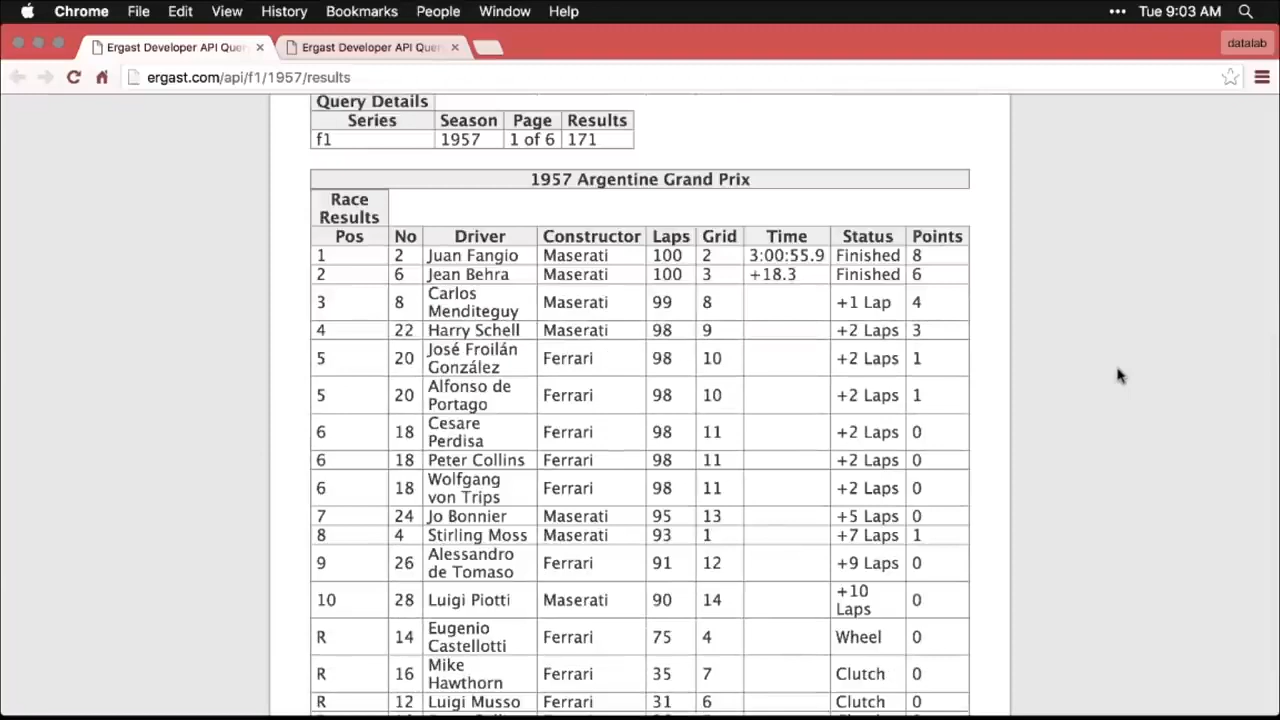 Chrome File Edit View History Bookmarks People Window Help ••• Tue 9:03 AM
Ergast Developer API Quer × Ergast Developer API Quer × datalab
ergast.com/api/f1/1957/results
Query Details
Series Season Page Results
f1 1957 1 of 6 171
1957 Argentine Grand Prix
Race
Results
Pos No Driver Constructor Laps Grid Time Status Points
1 2 Juan Fangio Maserati 100 2 3:00:55.9 Finished 8
2 6 Jean Behra Maserati 100 3 +18.3 Finished 6
3 8 Carlos
Menditeguy Maserati 99 8 +1 Lap 4
4 22 Harry Schell Maserati 98 9 +2 Laps 3
5 20 José Froilán
González Ferrari 98 10 +2 Laps 1
5 20 Alfonso de
Portago Ferrari 98 10 +2 Laps 1
6 18 Cesare
Perdisa Ferrari 98 11 +2 Laps 0
6 18 Peter Collins Ferrari 98 11 +2 Laps 0
6 18 Wolfgang
von Trips Ferrari 98 11 +2 Laps 0
7 24 Jo Bonnier Maserati 95 13 +5 Laps 0
8 4 Stirling Moss Maserati 93 1 +7 Laps 1
9 26 Alessandro
de Tomaso Ferrari 91 12 +9 Laps 0
10 28 Luigi Piotti Maserati 90 14 +10
Laps 0
R 14 Eugenio
Castellotti Ferrari 75 4 Wheel 0
R 16 Mike
Hawthorn Ferrari 35 7 Clutch 0
R 12 Luigi Musso Ferrari 31 6 Clutch 0